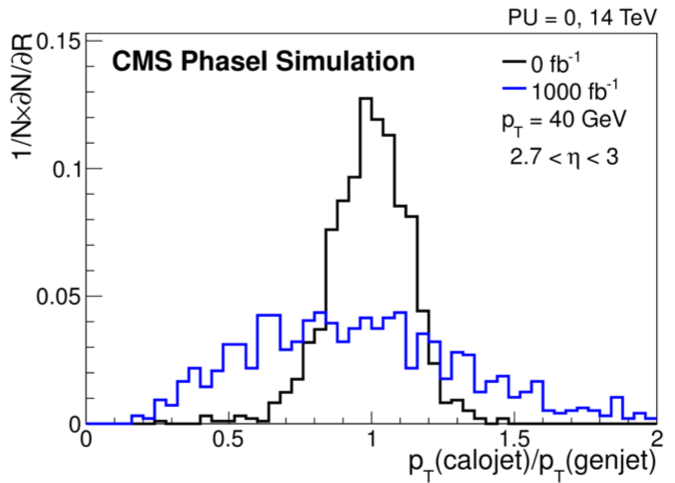 PU = 0, 14 TeV
CMS PhaseI Simulation
0 fb⁻¹
1000 fb⁻¹
p_T = 40 GeV
2.7 < η < 3
1/N×∂N/∂R
0.15
0.1
0.05
0
0 0.5 1 1.5 2
p_T(calojet)/p_T(genjet)